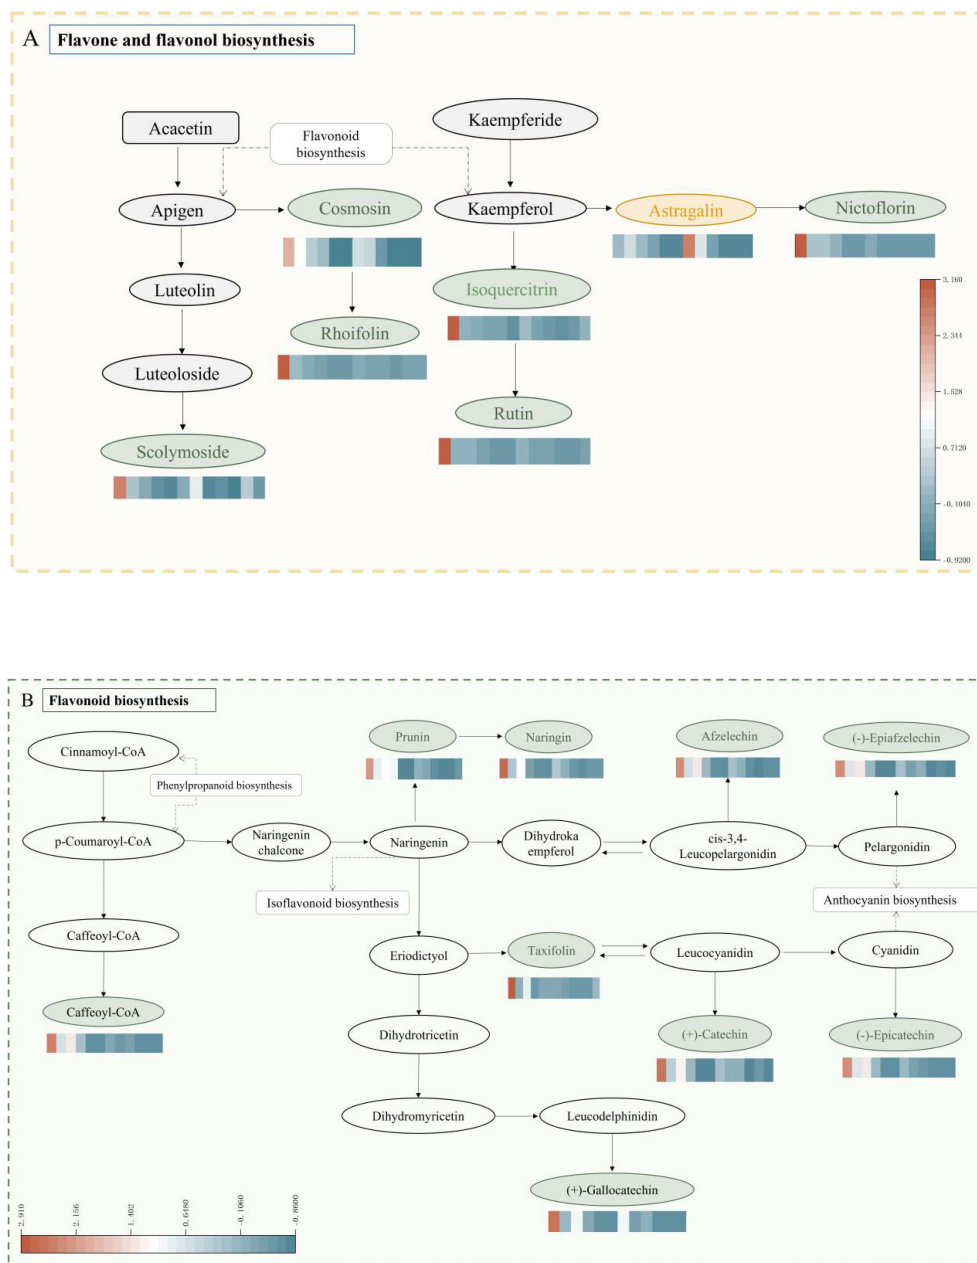 A
Flavone and flavonol biosynthesis
Acacetin
Flavonoid
biosynthesis
Kaempferide
Apigen
Cosmosin
Kaempferol
Astragalin
Nictoflorin
Luteolin
Rhoifolin
Isoquercitrin
Luteoloside
Rutin
Scolymoside
3.160
2.344
1.528
0.7120
-0.1040
-0.9200
B
Flavonoid biosynthesis
Cinnamoyl-CoA
Prunin
Naringin
Afzelechin
(-)-Epiafzelechin
Phenylpropanoid biosynthesis
p-Coumaroyl-CoA
Naringenin
chalcone
Naringenin
Dihydroka
empferol
cis-3,4-
Leucopelargonidin
Pelargonidin
Isoflavonoid biosynthesis
Anthocyanin biosynthesis
Caffeoyl-CoA
Eriodictyol
Taxifolin
Leucocyanidin
Cyanidin
Caffeoyl-CoA
Dihydrotricetin
(+)-Catechin
(-)-Epicatechin
Dihydromyricetin
Leucodelphinidin
(+)-Gallocatechin
2.910
2.156
1.402
0.6480
-0.1060
-0.8600